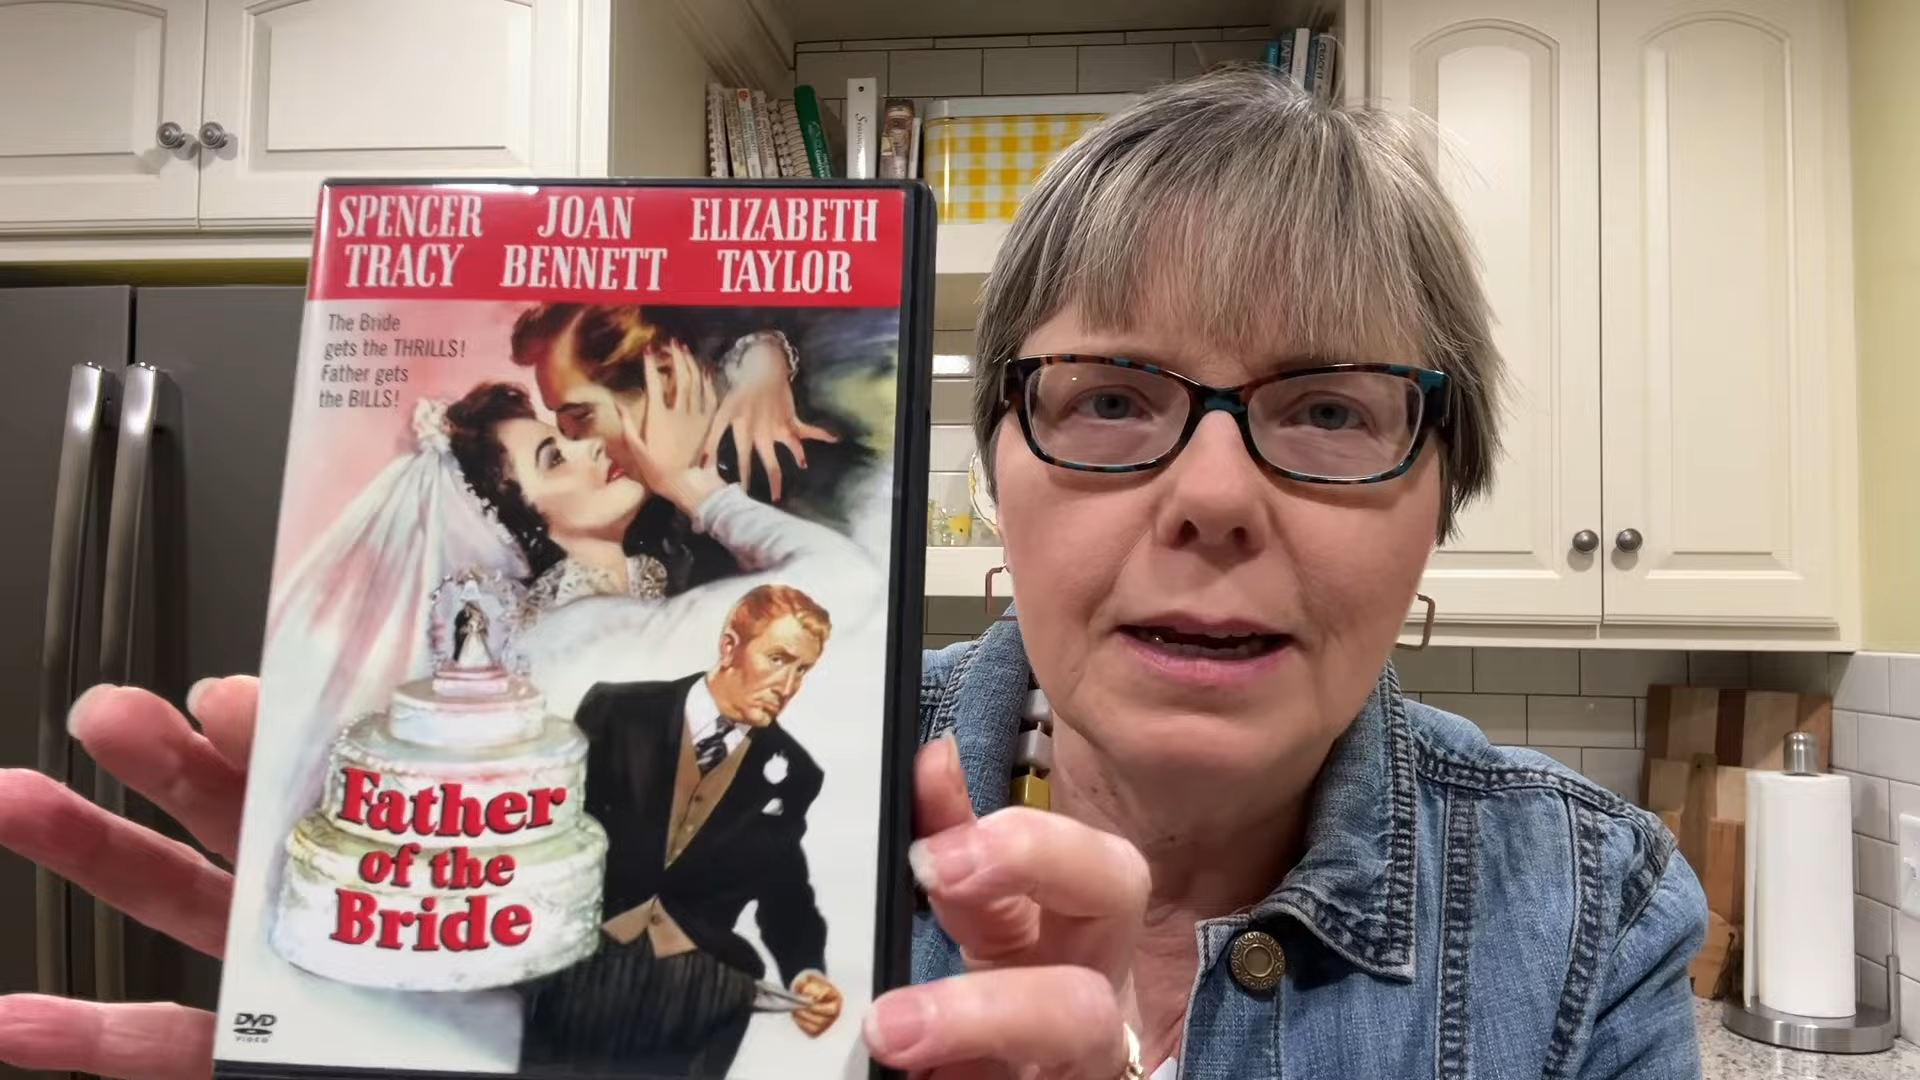 SPENCER TRACY
JOAN BENNETT
ELIZABETH TAYLOR
The Bride
gets the THRILLS!
Father gets
the BILLS!
Father
of the
Bride
DVD
VIDEO